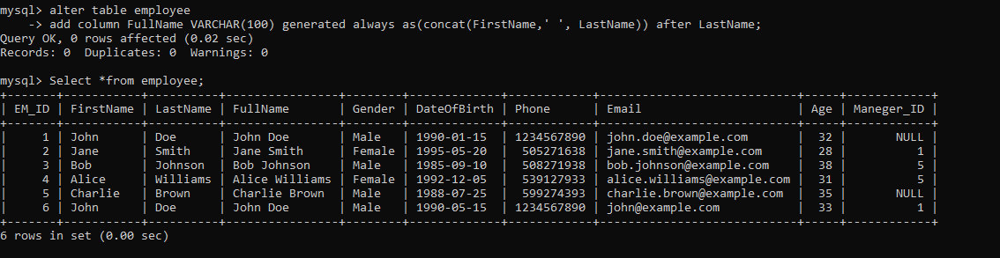 mysql> alter table employee
    -> add column FullName VARCHAR(100) generated always as(concat(FirstName,' ', LastName)) after LastName;
Query OK, 0 rows affected (0.02 sec)
Records: 0  Duplicates: 0  Warnings: 0

mysql> Select *from employee;
+-------+-----------+----------+----------------+--------+-------------+------------+----------------------------+-----+------------+
| EM_ID | FirstName | LastName | FullName       | Gender | DateOfBirth | Phone      | Email                      | Age | Maneger_ID |
+-------+-----------+----------+----------------+--------+-------------+------------+----------------------------+-----+------------+
|     1 | John      | Doe      | John Doe       | Male   | 1990-01-15  | 1234567890 | john.doe@example.com       |  32 |       NULL |
|     2 | Jane      | Smith    | Jane Smith     | Female | 1995-05-20  |  505271638 | jane.smith@example.com     |  28 |          1 |
|     3 | Bob       | Johnson  | Bob Johnson    | Male   | 1985-09-10  |  508271938 | bob.johnson@example.com    |  38 |          5 |
|     4 | Alice     | Williams | Alice Williams | Female | 1992-12-05  |  539127933 | alice.williams@example.com |  31 |          5 |
|     5 | Charlie   | Brown    | Charlie Brown  | Male   | 1988-07-25  |  599274393 | charlie.brown@example.com  |  35 |       NULL |
|     6 | John      | Doe      | John Doe       | Male   | 1990-05-15  | 1234567890 | john@example.com           |  33 |          1 |
+-------+-----------+----------+----------------+--------+-------------+------------+----------------------------+-----+------------+
6 rows in set (0.00 sec)